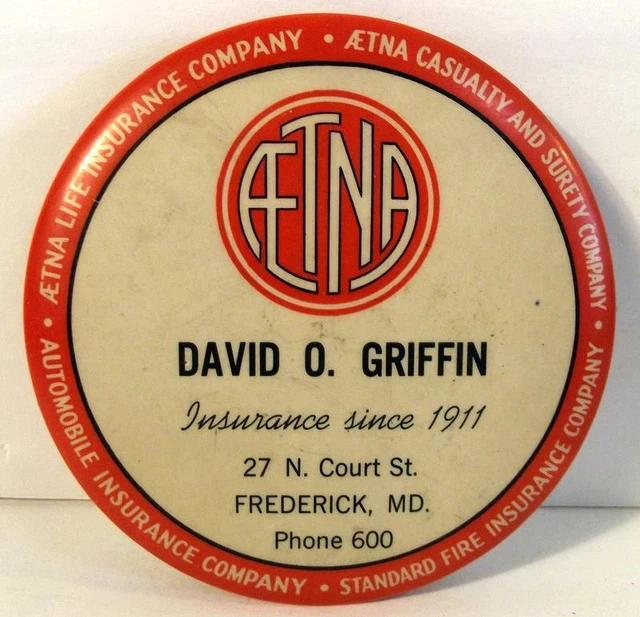 ÆTNA LIFE INSURANCE COMPANY • ÆTNA CASUALTY AND SURETY COMPANY •
AUTOMOBILE INSURANCE COMPANY • STANDARD FIRE INSURANCE COMPANY •
ÆTNA
DAVID O. GRIFFIN
Insurance since 1911
27 N. Court St.
FREDERICK, MD.
Phone 600